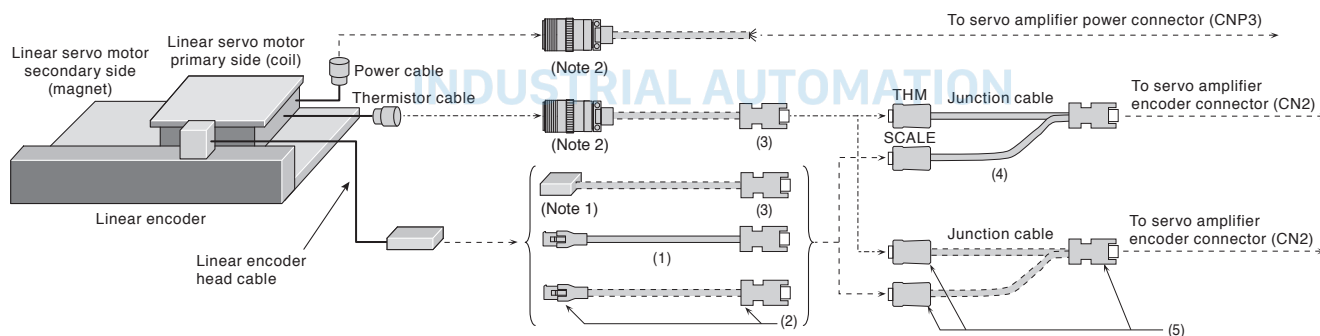 To servo amplifier power connector (CNP3)
Linear servo motor
primary side (coil)
Linear servo motor
secondary side
(magnet)
Power cable
(Note 2)
INDUSTRIAL AUTOMATION
Thermistor cable
THM
Junction cable
To servo amplifier
encoder connector (CN2)
(Note 2)
(3)
SCALE
(4)
(Note 1)
(3)
Linear encoder
To servo amplifier
encoder connector (CN2)
Junction cable
(1)
Linear encoder
head cable
(2)
(5)